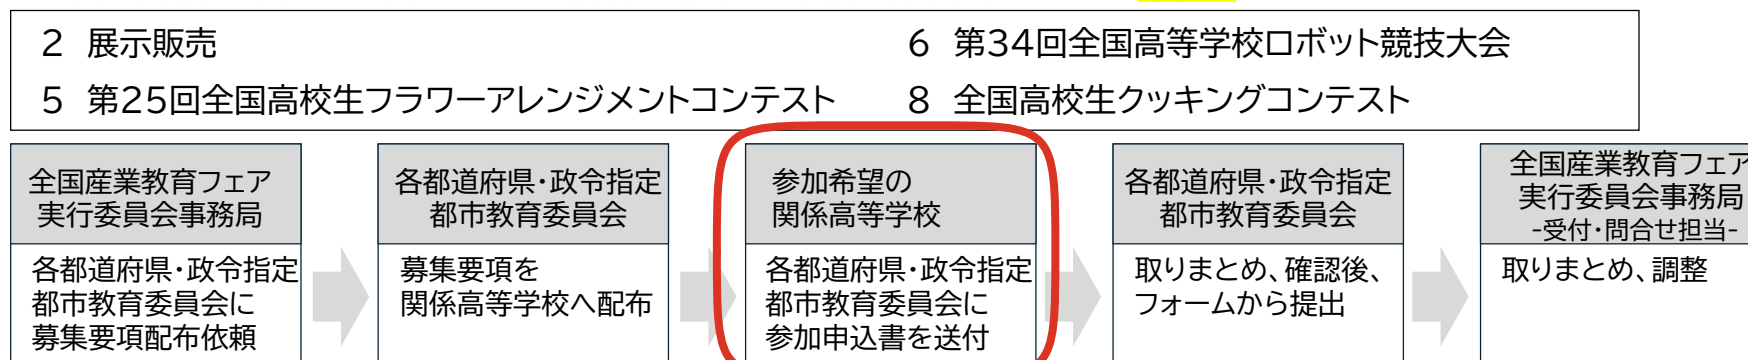 2 展示販売
6 第34回全国高等学校ロボット競技大会
5 第25回全国高校生フラワーアレンジメントコンテスト
8 全国高校生クッキングコンテスト
全国産業教育フェア
実行委員会事務局
各都道府県・政令指定
都市教育委員会に
募集要項配布依頼
各都道府県・政令指定
都市教育委員会
募集要項を
関係高等学校へ配布
参加希望の
関係高等学校
各都道府県・政令指定
都市教育委員会に
参加申込書を送付
各都道府県・政令指定
都市教育委員会
取りまとめ、確認後、
フォームから提出
全国産業教育フェア
実行委員会事務局
-受付・問合せ担当-
取りまとめ、調整